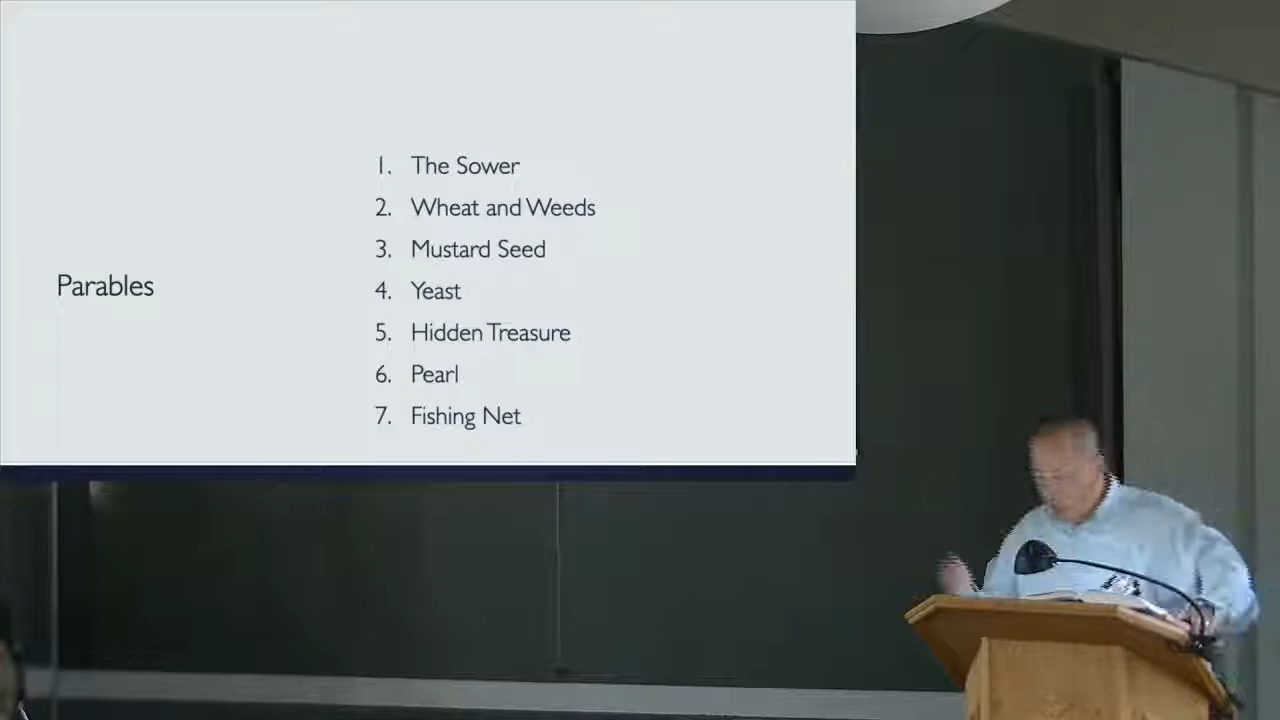 Parables
1. The Sower
2. Wheat and Weeds
3. Mustard Seed
4. Yeast
5. Hidden Treasure
6. Pearl
7. Fishing Net